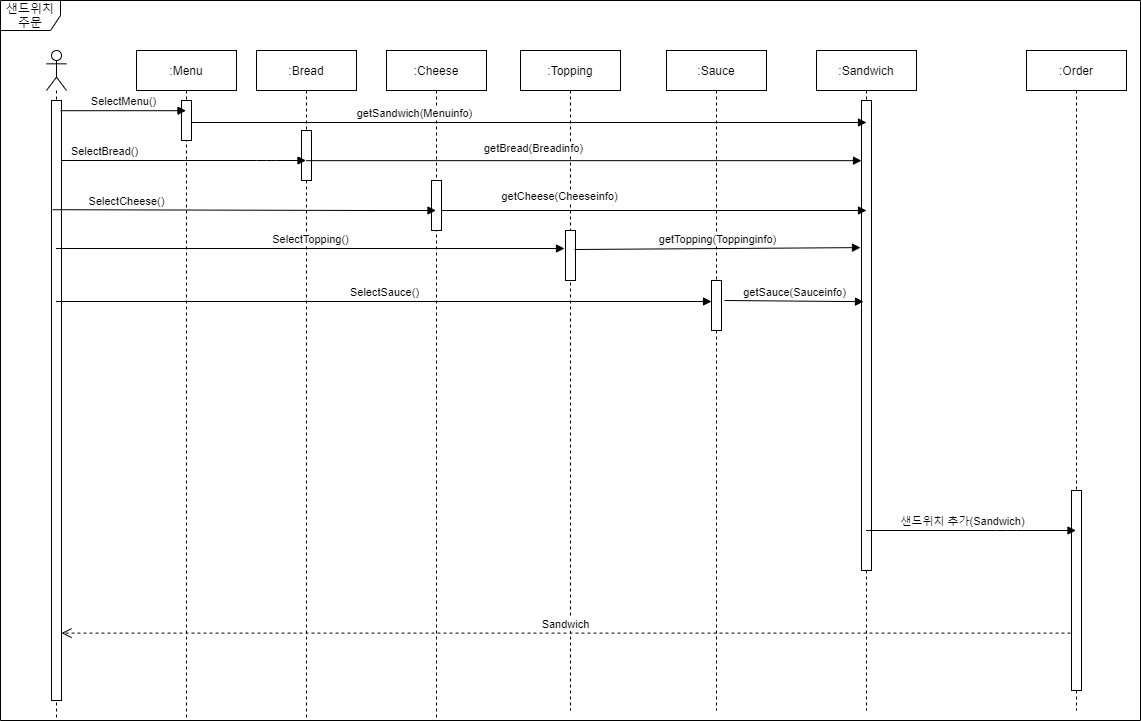 샌드위치
주문
:Menu
:Bread
:Cheese
:Topping
:Sauce
:Sandwich
:Order
SelectMenu()
getSandwich(Menuinfo)
SelectBread()
getBread(Breadinfo)
SelectCheese()
getCheese(Cheeseinfo)
SelectTopping()
getTopping(Toppinginfo)
SelectSauce()
getSauce(Sauceinfo)
샌드위치 추가(Sandwich)
Sandwich